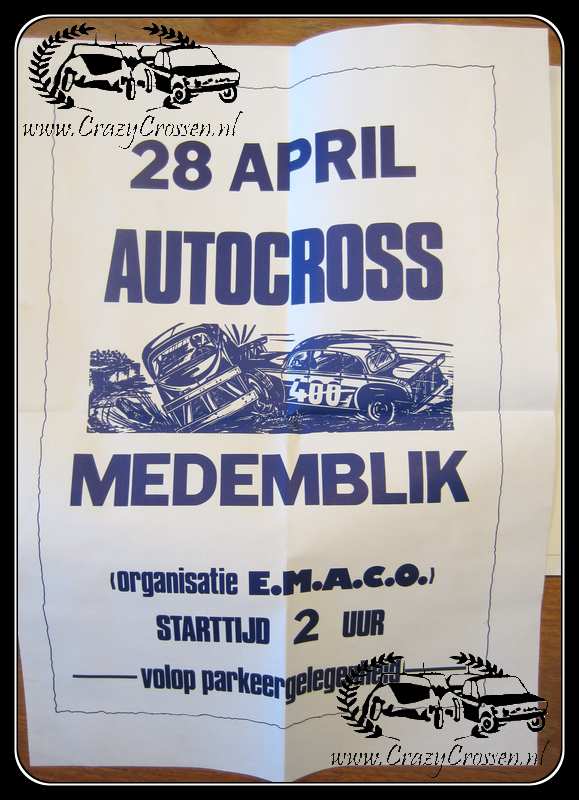 www.CrazyCrossen.nl
28 APRIL
AUTOCROSS
400
MEDEMBLIK
(organisatie E.M.A.C.O.)
STARTTIJD 2 UUR
volop parkeergelegenheid
www.CrazyCrossen.nl